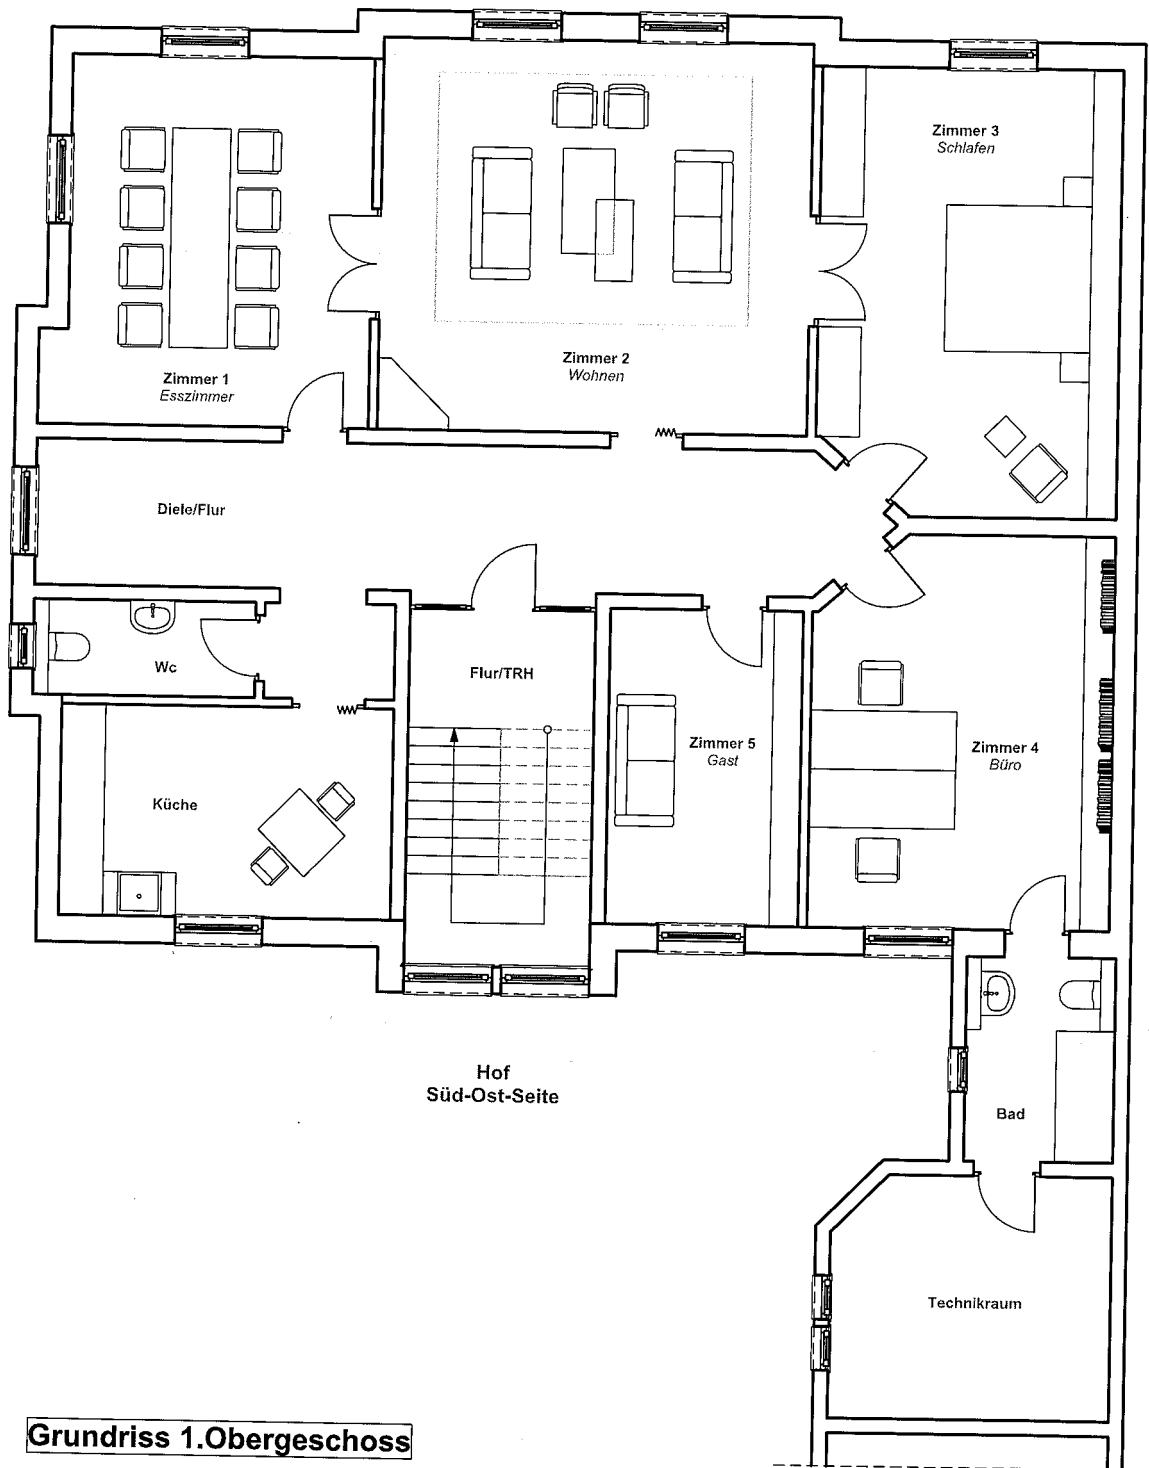 Zimmer 3
Schlafen
Zimmer 2
Wohnen
Zimmer 1
Esszimmer
Diele/Flur
Wc
Flur/TRH
Zimmer 5
Gast
Zimmer 4
Büro
Küche
Hof
Süd-Ost-Seite
Bad
Technikraum
Grundriss 1.Obergeschoss